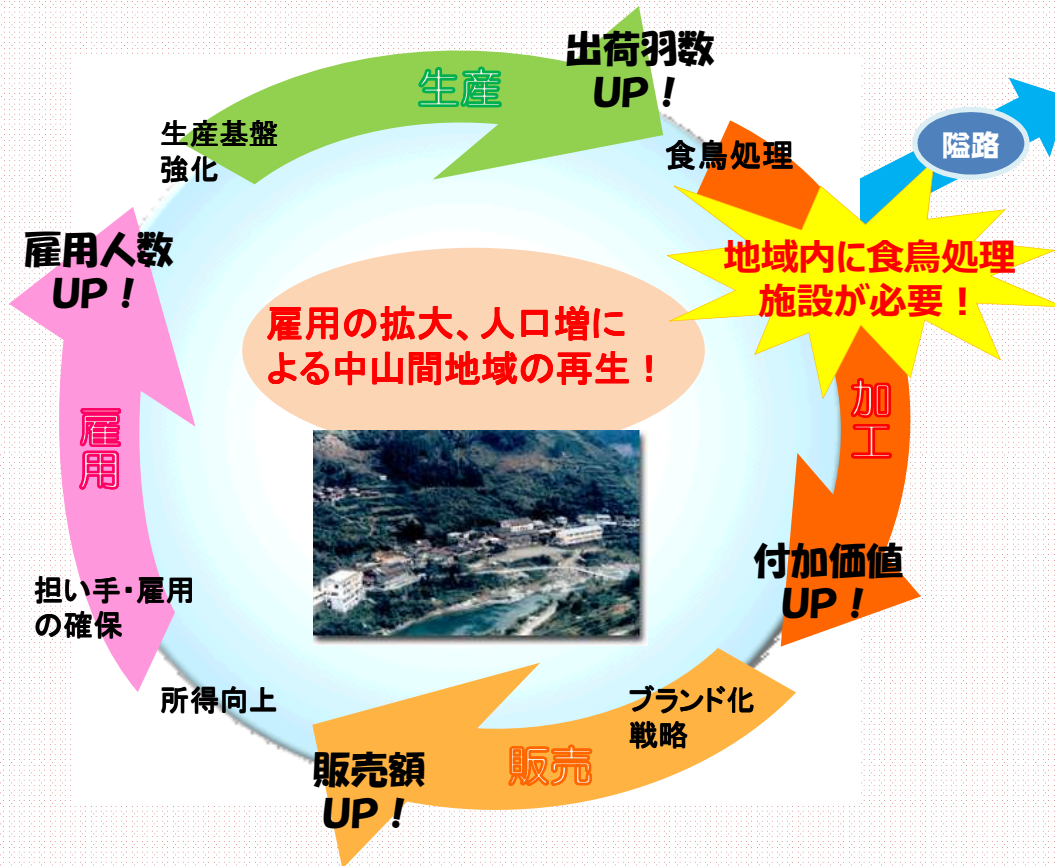 出荷羽数
UP！
生産
生産基盤
強化
食鳥処理
隘路
地域内に食鳥処理
施設が必要！
雇用人数
UP！
雇用の拡大、人口増に
よる中山間地域の再生！
雇用
加工
付加価値
UP！
担い手・雇用
の確保
所得向上
ブランド化
戦略
販売
販売額
UP！